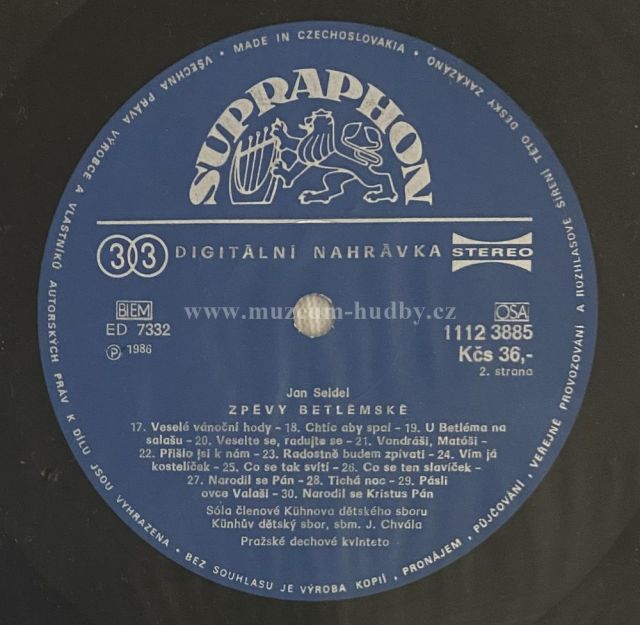 VŠECHNA PRÁVA VÝROBCE A VLASTNÍKŮ AUTORSKÝCH PRÁV K DÍLU JSOU VYHRAZENA • BEZ SOUHLASU JE VÝROBA KOPIÍ, PRONÁJEM, PŮJČOVÁNÍ, VEŘEJNÉ PROVOZOVÁNÍ A ROZHLASOVÉ ŠÍŘENÍ TÉTO DESKY ZAKÁZÁNO • MADE IN CZECHOSLOVAKIA •
SUPRAPHON
33 DIGITÁLNÍ NAHRÁVKA STEREO
BIEM OSA
www.muzeum-hudby.cz
ED 7332 1112 3885
Ⓟ 1986 Kčs 36,-
2. strana
Jan Seidel
ZPĚVY BETLÉMSKÉ
17. Veselé vánoční hody - 18. Chtíc aby spal - 19. U Betléma na
salašu - 20. Veselte se, radujte se - 21. Vandráši, Matóši -
22. Přišlo jsi k nám - 23. Radostně budem zpívati - 24. Vím já
kostelíček - 25. Co se tak svítí - 26. Co se ten slavíček -
27. Narodil se Pán - 28. Tichá noc - 29. Pásli
ovce Valaši - 30. Narodil se Kristus Pán
Sóla členové Kühnova dětského sboru
Künhův dětský sbor, sbm. J. Chvála
Pražské dechové kvinteto